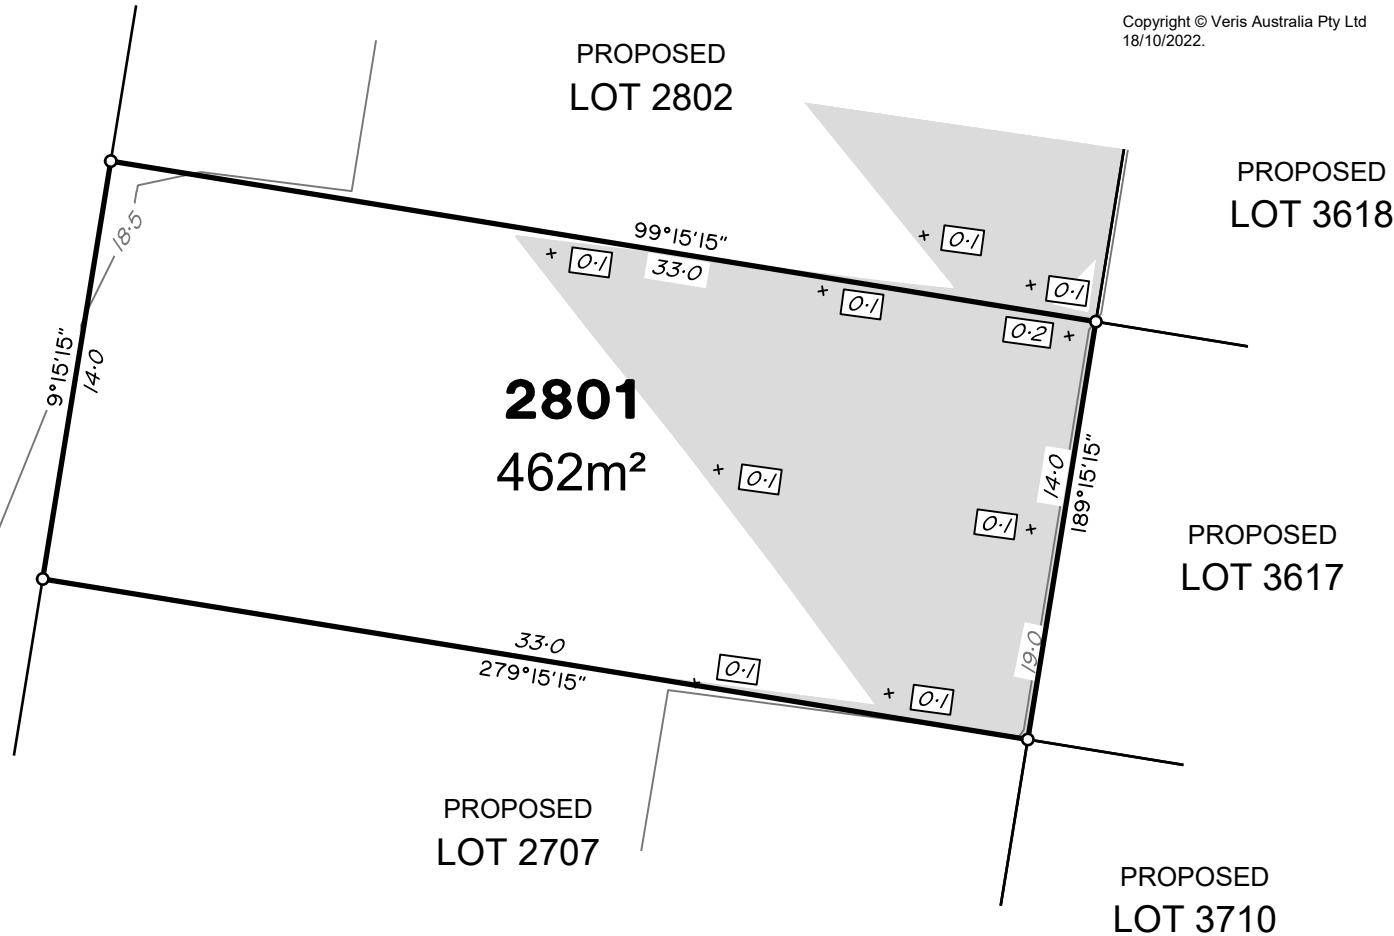 Copyright © Veris Australia Pty Ltd
18/10/2022.
PROPOSED
LOT 2802
PROPOSED
LOT 3618
18·5
99°15'15"
33·0
0·1
0·1
0·1
0·1
0·2
9°15'15"
14·0
2801
462m²
0·1
0·1
14·0
189°15'15"
PROPOSED
LOT 3617
19·0
33·0
279°15'15"
0·1
0·1
PROPOSED
LOT 2707
PROPOSED
LOT 3710